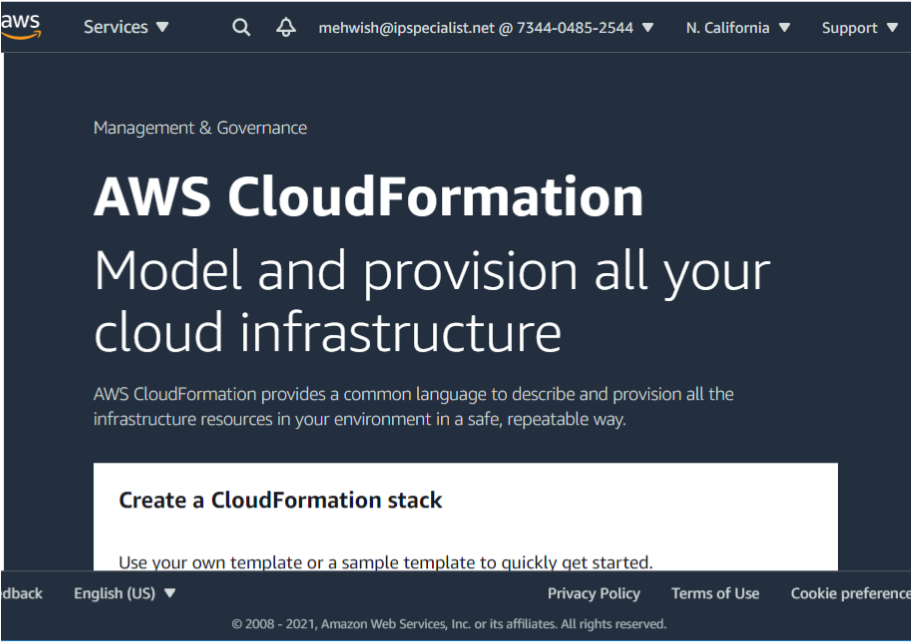 aws Services mehwish@ipspecialist.net @ 7344-0485-2544 N. California Support
Management & Governance
AWS CloudFormation
Model and provision all your
cloud infrastructure
AWS CloudFormation provides a common language to describe and provision all the
infrastructure resources in your environment in a safe, repeatable way.
Create a CloudFormation stack
Use your own template or a sample template to quickly get started.
edback English (US) Privacy Policy Terms of Use Cookie preference
© 2008 - 2021, Amazon Web Services, Inc. or its affiliates. All rights reserved.